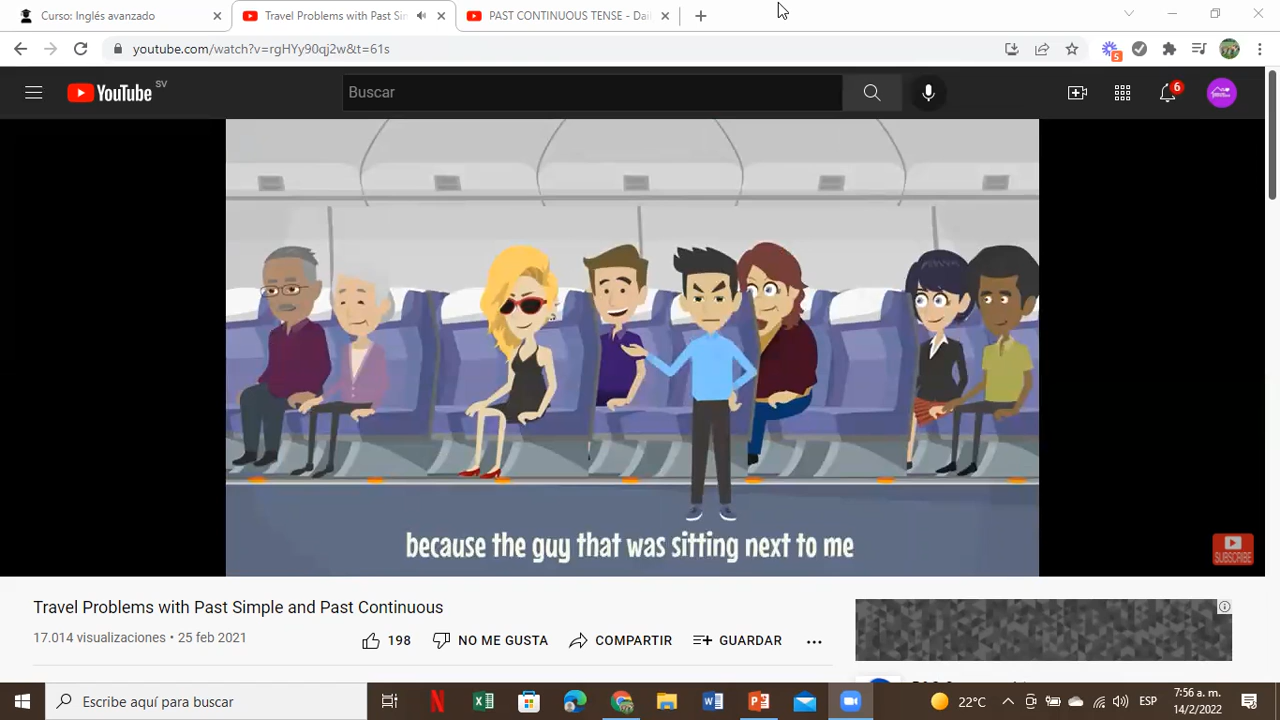 Curso: Inglés avanzado
Travel Problems with Past Sin
PAST CONTINUOUS TENSE - Dail
youtube.com/watch?v=rgHYy90qj2w&t=61s
5
YouTube SV
Buscar
6
because the guy that was sitting next to me
SUBSCRIBE
Travel Problems with Past Simple and Past Continuous
17.014 visualizaciones • 25 feb 2021
198
NO ME GUSTA
COMPARTIR
GUARDAR
Escribe aquí para buscar
22°C
ESP
7:56 a. m.
14/2/2022